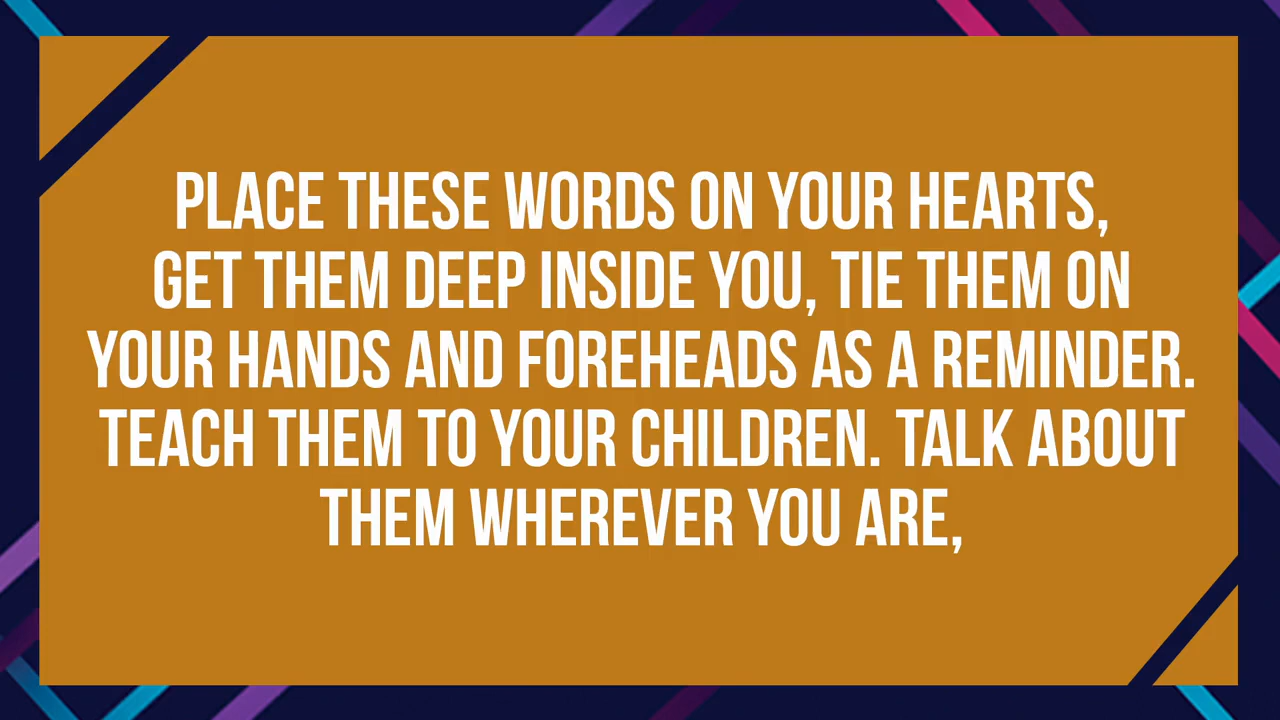 PLACE THESE WORDS ON YOUR HEARTS,
GET THEM DEEP INSIDE YOU, TIE THEM ON
YOUR HANDS AND FOREHEADS AS A REMINDER.
TEACH THEM TO YOUR CHILDREN. TALK ABOUT
THEM WHEREVER YOU ARE,